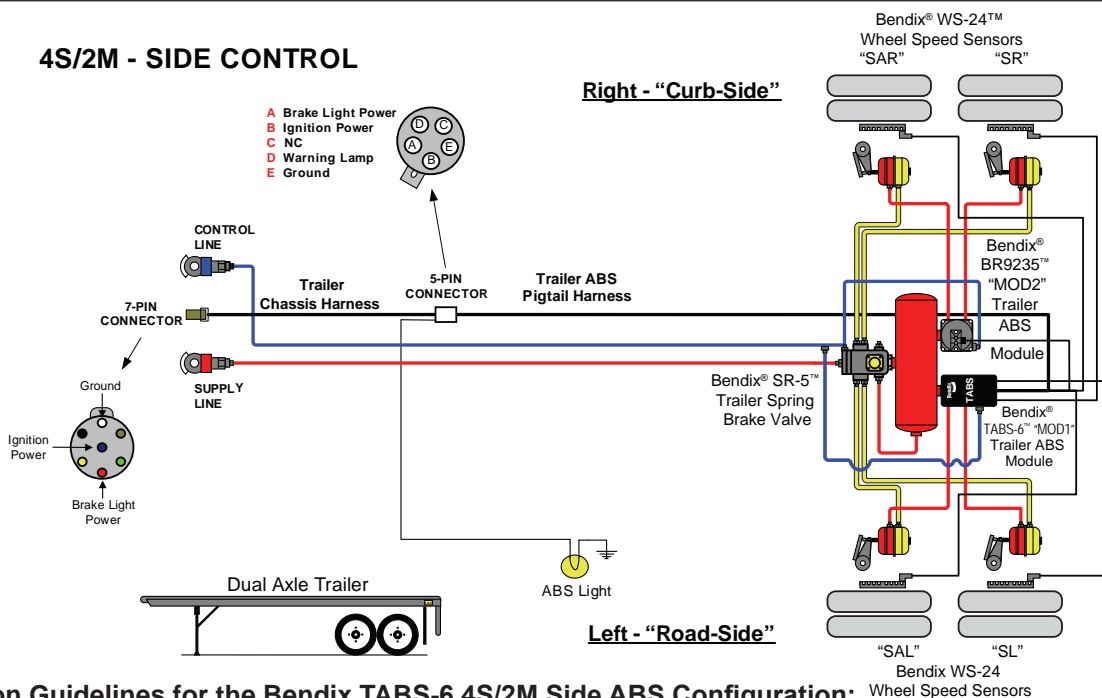 4S/2M - SIDE CONTROL
Bendix® WS-24™
Wheel Speed Sensors
"SAR"
"SR"
Right - "Curb-Side"
A Brake Light Power
B Ignition Power
C NC
D Warning Lamp
E Ground
D
C
A
E
B
CONTROL
LINE
7-PIN
CONNECTOR
Trailer
Chassis Harness
5-PIN
CONNECTOR
Trailer ABS
Pigtail Harness
SUPPLY
LINE
Bendix®
BR9235™
"MOD2"
Trailer
ABS
Module
Bendix® SR-5™
Trailer Spring
Brake Valve
Bendix
TABS
Bendix®
TABS-6™ "MOD1"
Trailer ABS
Module
Ground
Ignition
Power
Brake Light
Power
ABS Light
Dual Axle Trailer
Left - "Road-Side"
"SAL"
"SL"
Bendix WS-24
Wheel Speed Sensors
on Guidelines for the Bendix TABS-6 4S/2M Side ABS Configuration: